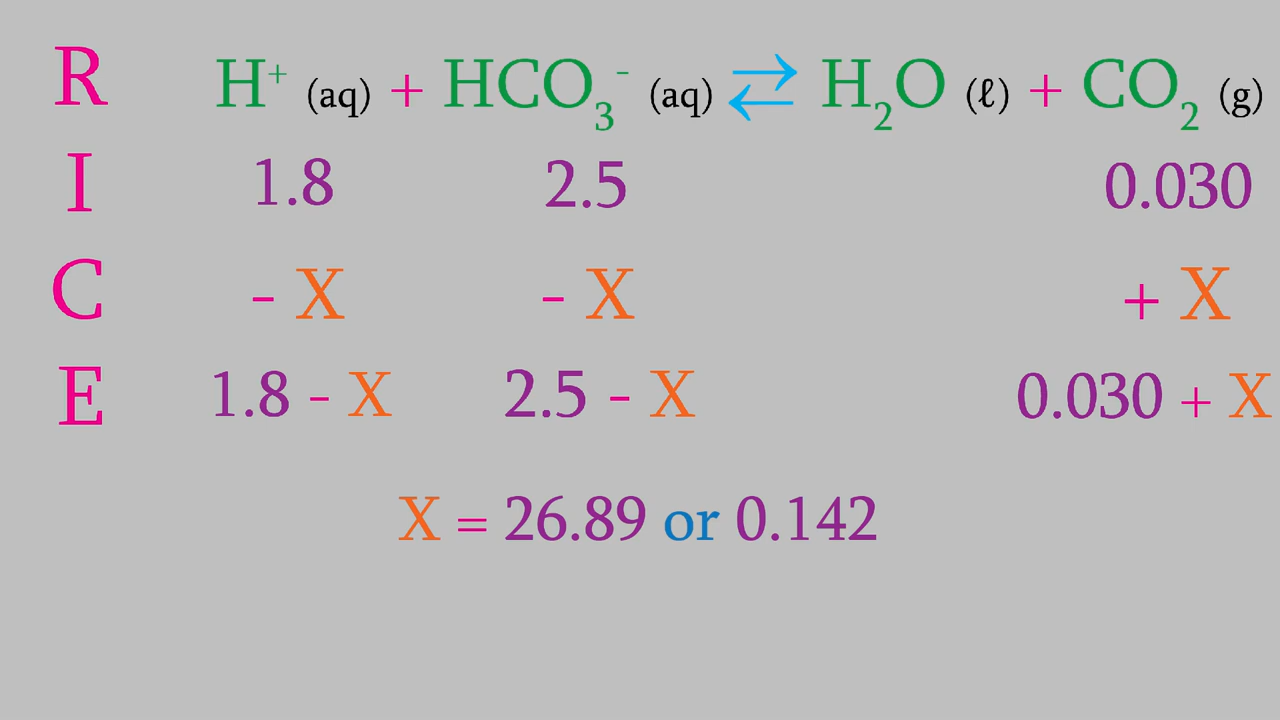 R H⁺ (aq) + HCO₃⁻ (aq) ⇄ H₂O (ℓ) + CO₂ (g)
I 1.8 2.5 0.030
C - X - X + X
E 1.8 - X 2.5 - X 0.030 + X
X = 26.89 or 0.142